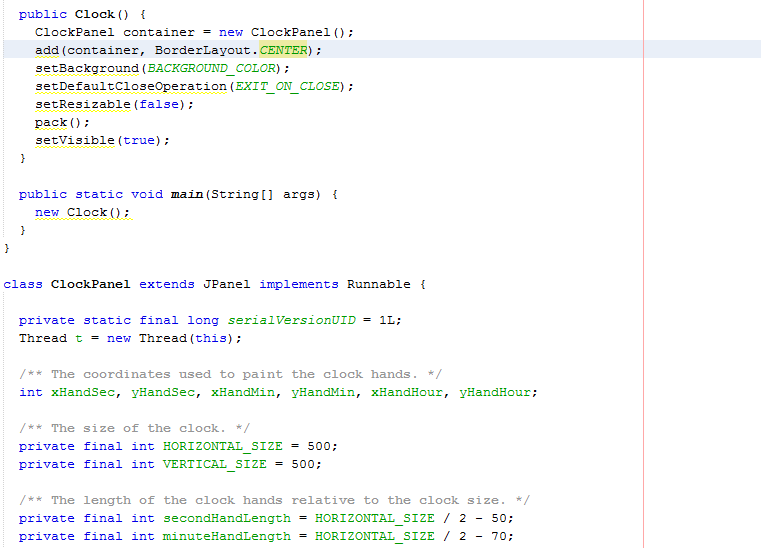 public Clock() {
ClockPanel container = new ClockPanel();
add(container, BorderLayout.CENTER);
setBackground(BACKGROUND_COLOR);
setDefaultCloseOperation(EXIT_ON_CLOSE);
setResizable(false);
pack();
setVisible(true);
}
public static void main(String[] args) {
new Clock();
}
}
class ClockPanel extends JPanel implements Runnable {
private static final long serialVersionUID = 1L;
Thread t = new Thread(this);
/** The coordinates used to paint the clock hands. */
int xHandSec, yHandSec, xHandMin, yHandMin, xHandHour, yHandHour;
/** The size of the clock. */
private final int HORIZONTAL_SIZE = 500;
private final int VERTICAL_SIZE = 500;
/** The length of the clock hands relative to the clock size. */
private final int secondHandLength = HORIZONTAL_SIZE / 2 - 50;
private final int minuteHandLength = HORIZONTAL_SIZE / 2 - 70;